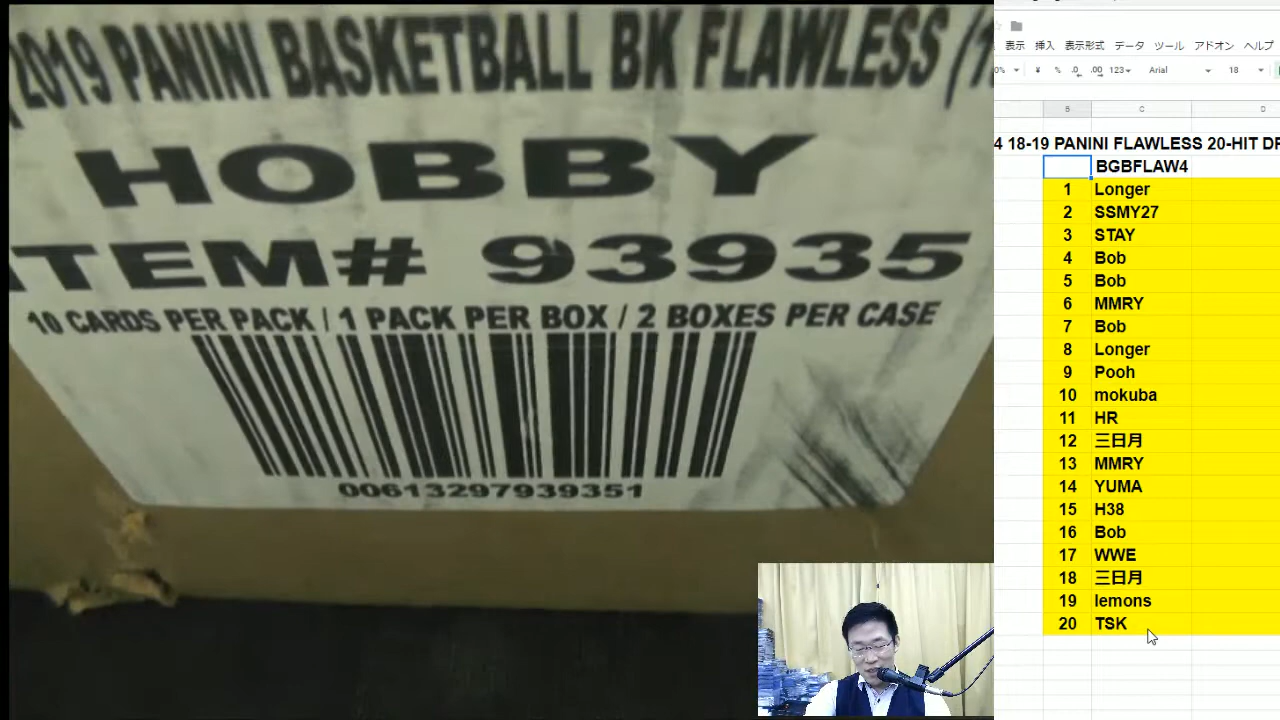 2019 PANINI BASKETBALL BK FLAWLESS (1
HOBBY
ITEM# 93935
10 CARDS PER PACK / 1 PACK PER BOX / 2 BOXES PER CASE
00613297939351
表示 挿入 表示形式 データ ツール アドオン ヘルプ
0% ¥ % .0 .00 123 Arial 18
B C D
4 18-19 PANINI FLAWLESS 20-HIT DR
BGBFLAW4
1 Longer
2 SSMY27
3 STAY
4 Bob
5 Bob
6 MMRY
7 Bob
8 Longer
9 Pooh
10 mokuba
11 HR
12 三日月
13 MMRY
14 YUMA
15 H38
16 Bob
17 WWE
18 三日月
19 lemons
20 TSK